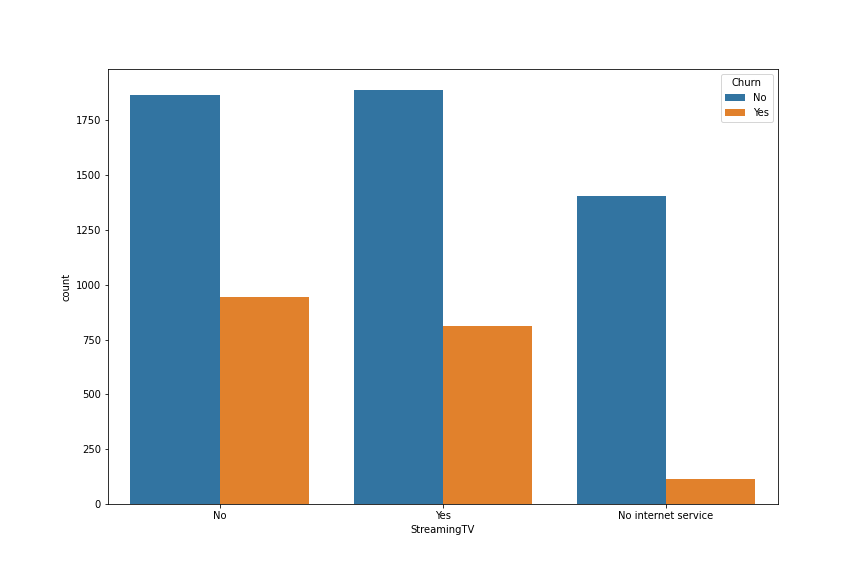 Churn
No
Yes
1750
1500
1250
1000
750
500
250
0
count
No Yes No internet service
StreamingTV